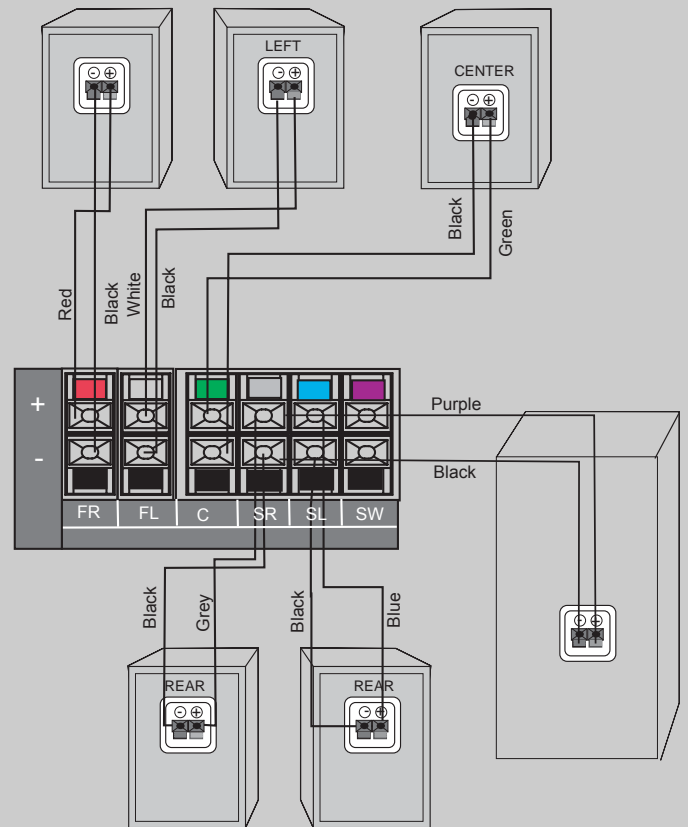 - +
LEFT
- +
CENTER
- +
Black
Green
Red
Black
White
Black
+
-
Purple
Black
FR FL C SR SL SW
Black
Grey
Black
Blue
REAR
- +
REAR
- +
- +